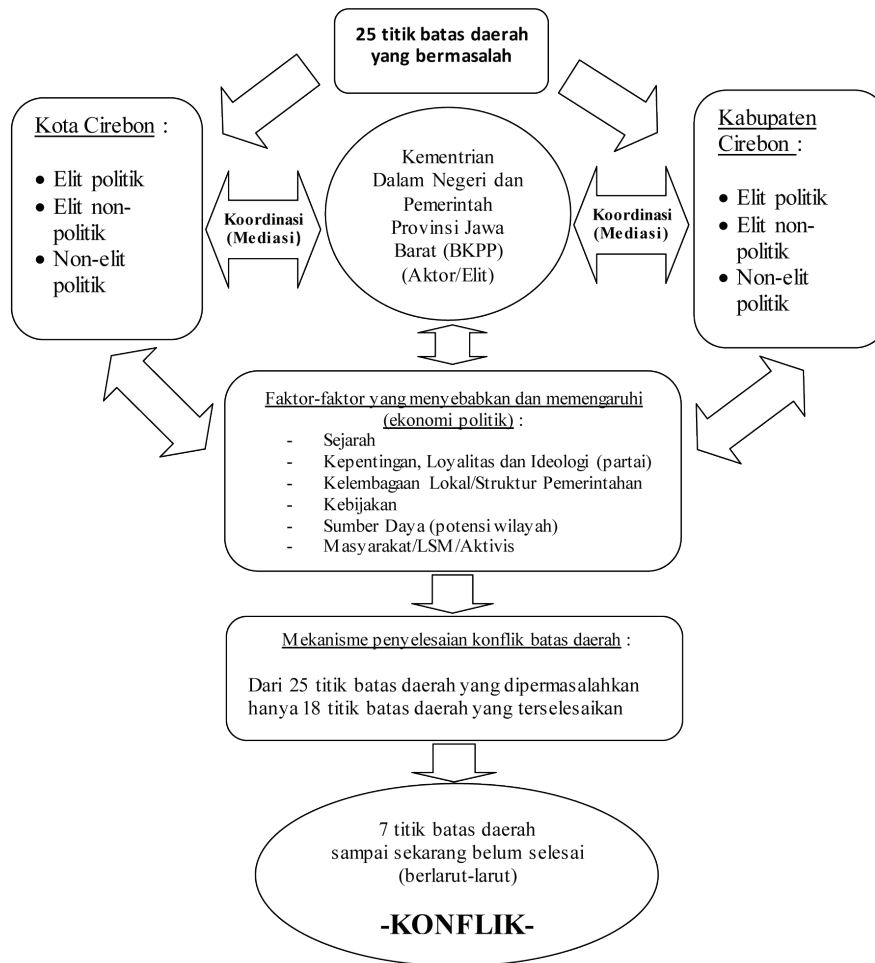 25 titik batas daerah
yang bermasalah
Kota Cirebon :
• Elit politik
• Elit non-
politik
• Non-elit
politik
Koordinasi
(Mediasi)
Kementrian
Dalam Negeri dan
Pemerintah
Provinsi Jawa
Barat (BKPP)
(Aktor/Elit)
Koordinasi
(Mediasi)
Kabupaten
Cirebon :
• Elit politik
• Elit non-
politik
• Non-elit
politik
Faktor-faktor yang menyebabkan dan memengaruhi
(ekonomi politik) :
- Sejarah
- Kepentingan, Loyalitas dan Ideologi (partai)
- Kelembagaan Lokal/Struktur Pemerintahan
- Kebijakan
- Sumber Daya (potensi wilayah)
- Masyarakat/LSM/Aktivis
Mekanisme penyelesaian konflik batas daerah :
Dari 25 titik batas daerah yang dipermasalahkan
hanya 18 titik batas daerah yang terselesaikan
7 titik batas daerah
sampai sekarang belum selesai
(berlarut-larut)
-KONFLIK-